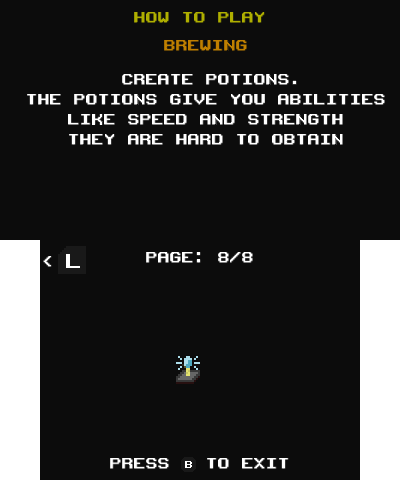 HOW TO PLAY
BREWING
CREATE POTIONS.
THE POTIONS GIVE YOU ABILITIES
LIKE SPEED AND STRENGTH
THEY ARE HARD TO OBTAIN
< L PAGE: 8/8
PRESS B TO EXIT